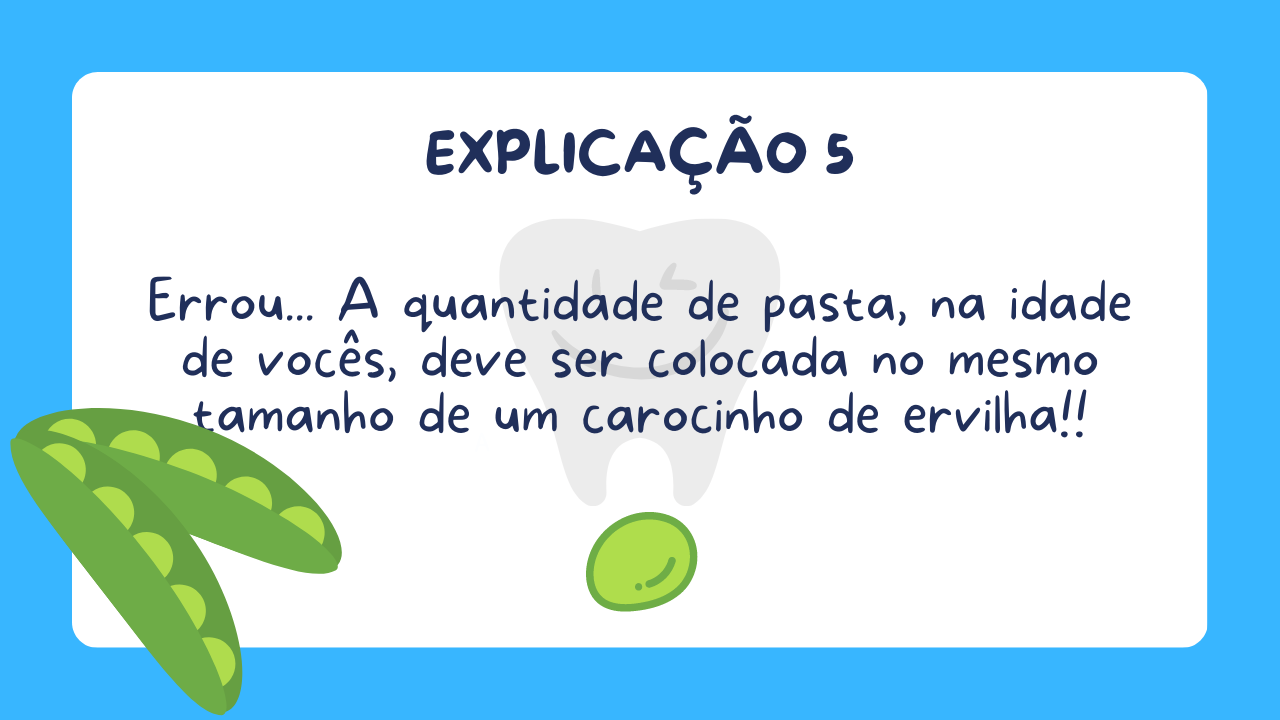 EXPLICAÇÃO 5
Errou... A quantidade de pasta, na idade
de vocês, deve ser colocada no mesmo
tamanho de um carocinho de ervilha!!